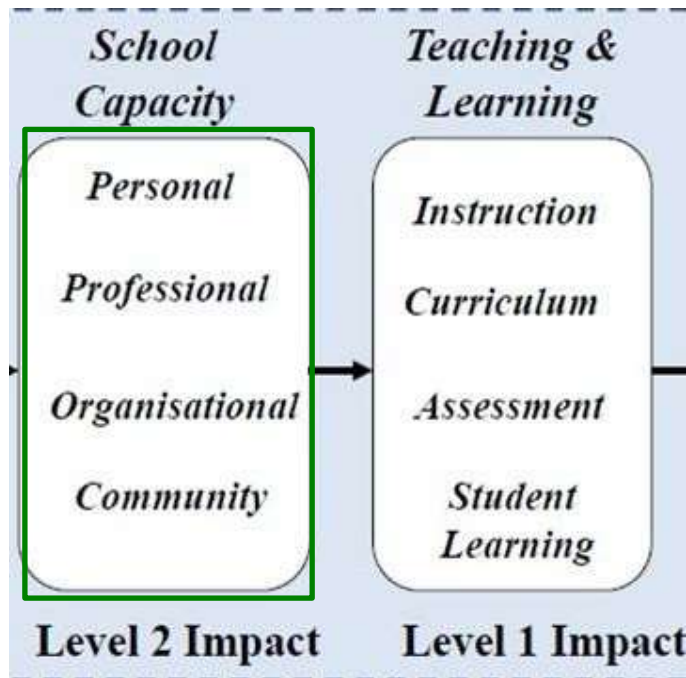 School
Capacity
Personal
Professional
Organisational
Community
Level 2 Impact
Teaching &
Learning
Instruction
Curriculum
Assessment
Student
Learning
Level 1 Impact